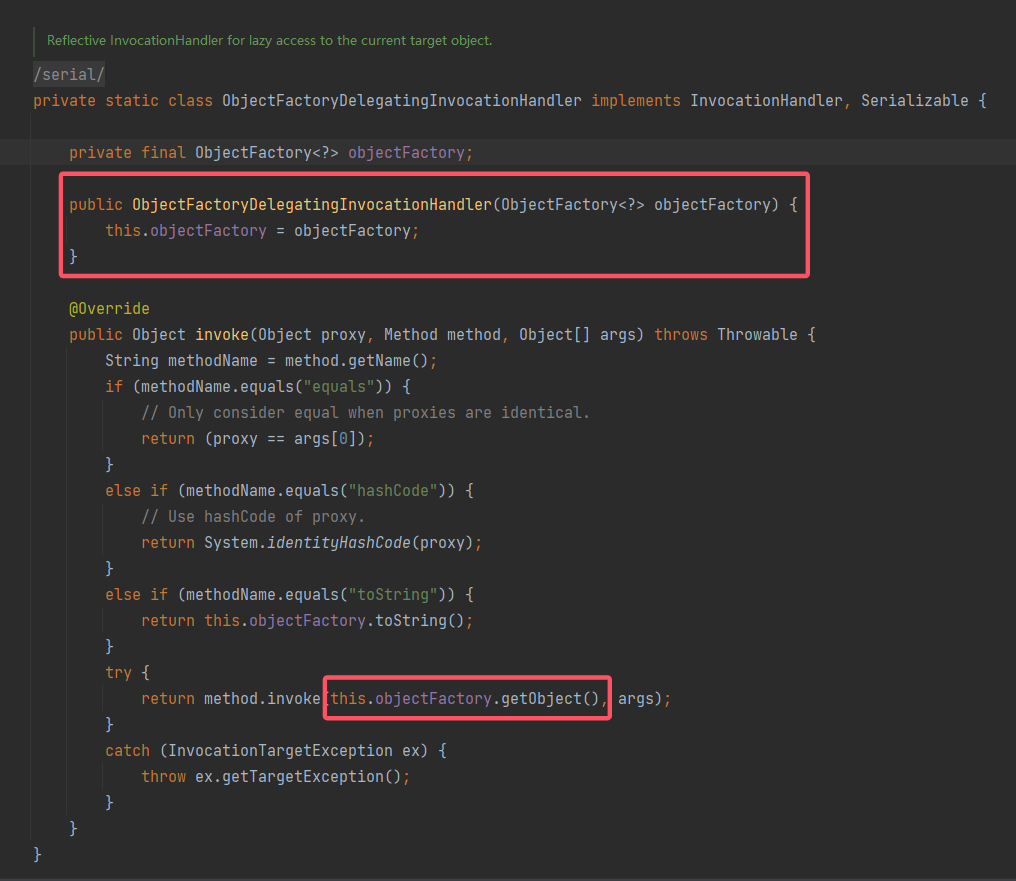 Reflective InvocationHandler for lazy access to the current target object.
/serial/
private static class ObjectFactoryDelegatingInvocationHandler implements InvocationHandler, Serializable {
private final ObjectFactory<?> objectFactory;
public ObjectFactoryDelegatingInvocationHandler(ObjectFactory<?> objectFactory) {
this.objectFactory = objectFactory;
}
@Override
public Object invoke(Object proxy, Method method, Object[] args) throws Throwable {
String methodName = method.getName();
if (methodName.equals("equals")) {
// Only consider equal when proxies are identical.
return (proxy == args[0]);
}
else if (methodName.equals("hashCode")) {
// Use hashCode of proxy.
return System.identityHashCode(proxy);
}
else if (methodName.equals("toString")) {
return this.objectFactory.toString();
}
try {
return method.invoke(this.objectFactory.getObject(), args);
}
catch (InvocationTargetException ex) {
throw ex.getTargetException();
}
}
}